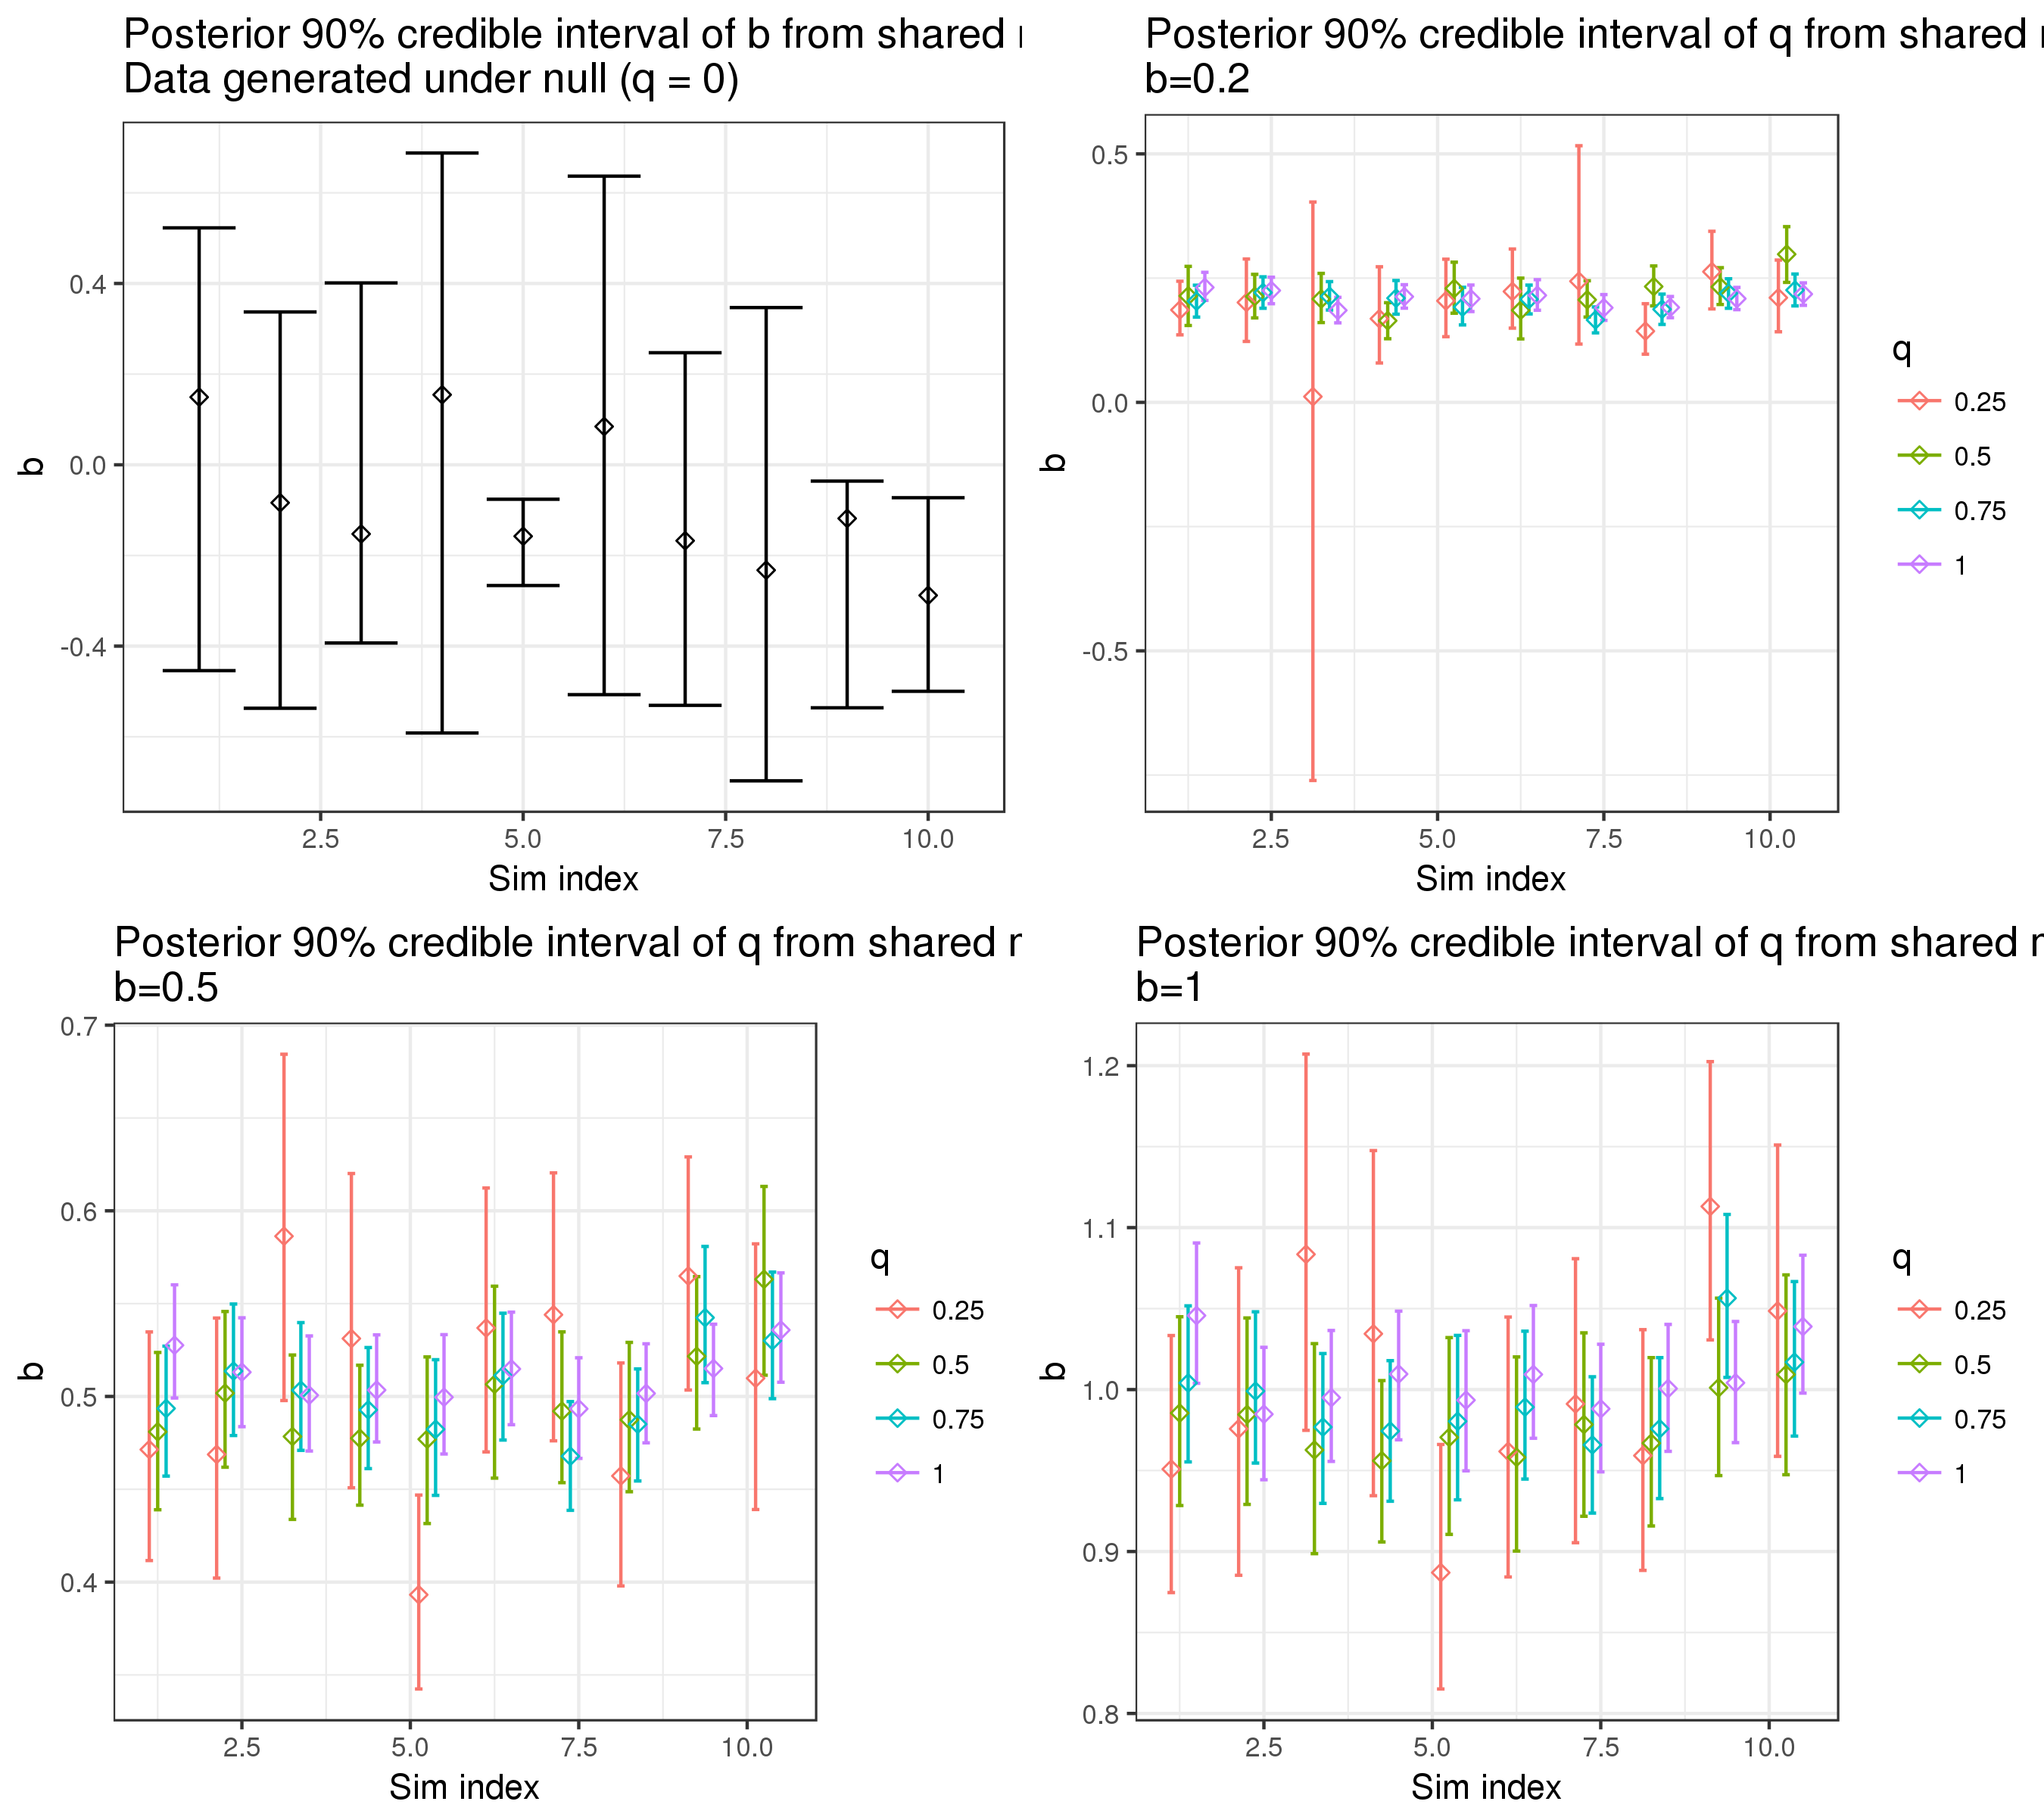 Posterior 90% credible interval of b from shared
Data generated under null (q = 0)
b
0.4
0.0
-0.4
2.5 5.0 7.5 10.0
Sim index
Posterior 90% credible interval of q from shared
b=0.2
b
0.5
0.0
-0.5
2.5 5.0 7.5 10.0
Sim index
q
0.25
0.5
0.75
1
Posterior 90% credible interval of q from shared
b=0.5
b
0.7
0.6
0.5
0.4
2.5 5.0 7.5 10.0
Sim index
q
0.25
0.5
0.75
1
Posterior 90% credible interval of q from shared
b=1
b
1.2
1.1
1.0
0.9
0.8
2.5 5.0 7.5 10.0
Sim index
q
0.25
0.5
0.75
1